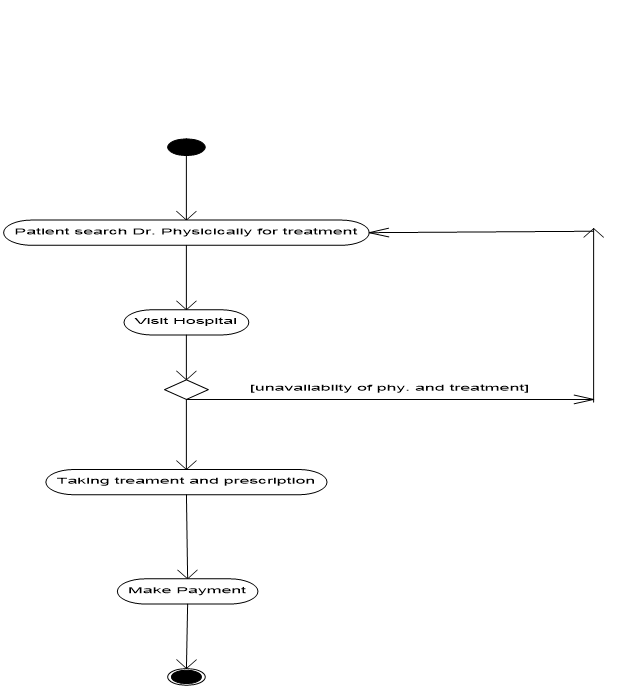 Patient search Dr. Physicically for treatment
Visit Hospital
[unavailablity of phy. and treatment]
Taking treament and prescription
Make Payment